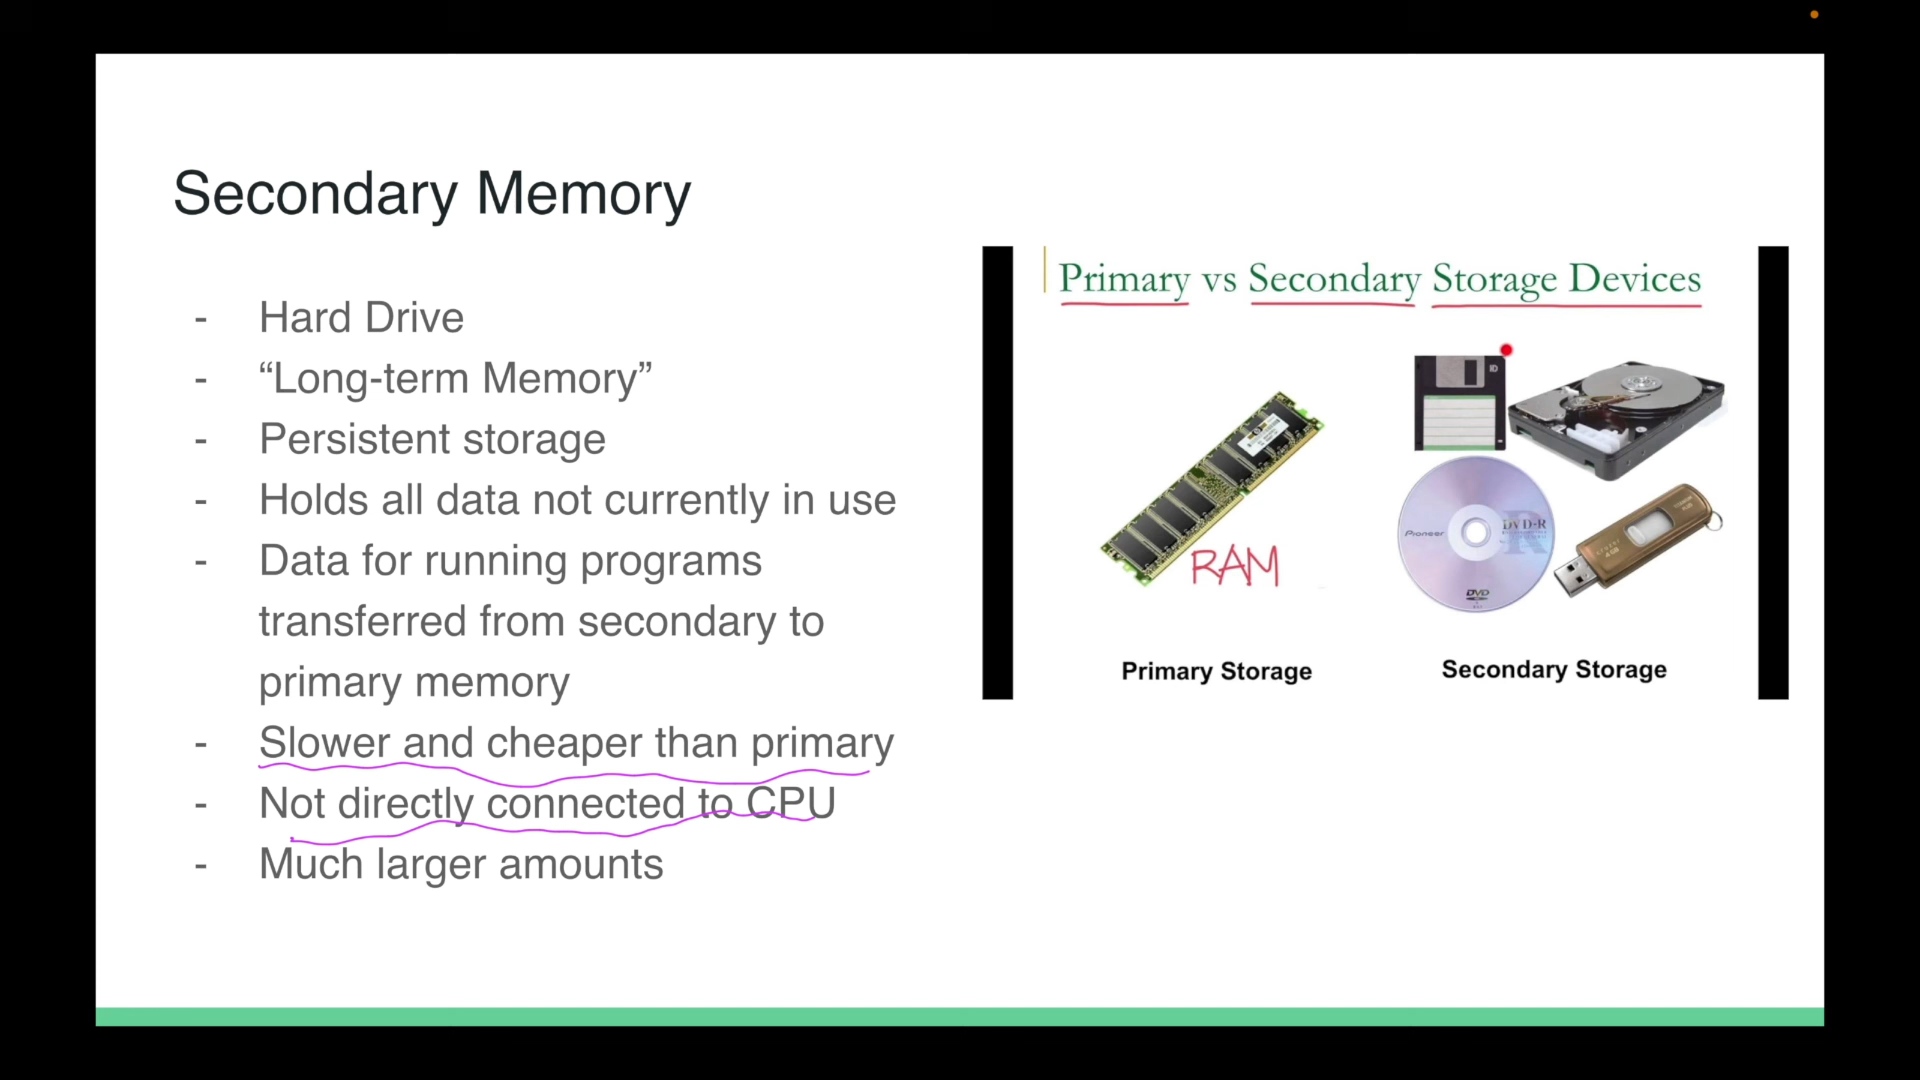 Secondary Memory
- Hard Drive
- “Long-term Memory”
- Persistent storage
- Holds all data not currently in use
- Data for running programs
transferred from secondary to
primary memory
- Slower and cheaper than primary
- Not directly connected to CPU
- Much larger amounts
Primary vs Secondary Storage Devices
RAM
Pioneer
DVD-R
R
DVD
Primary Storage
Secondary Storage